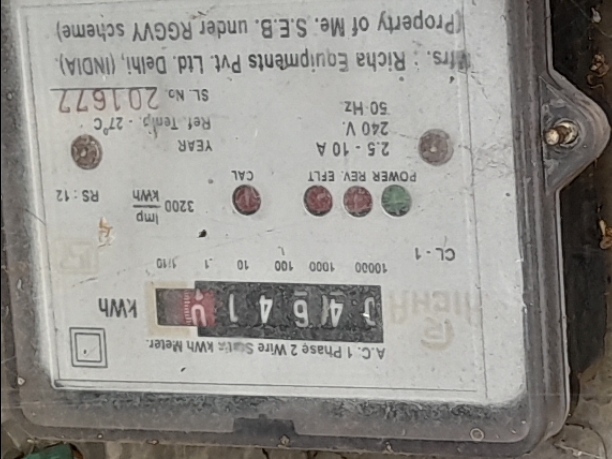 A.C. 1 Phase 2 Wire Static kWh Meter.
046410 kWh
10000 1000 100 10 1 1/10
CL - 1
3200 Imp/kWh RS : 12
POWER REV. EFLT CAL
2.5 - 10 A YEAR
240 V. Ref. Temp. - 27°C
50 Hz. SL. No. 201677
Mfrs. : Richa Equipments Pvt. Ltd. Delhi, (INDIA).
(Property of Me. S.E.B. under RGGVY scheme)